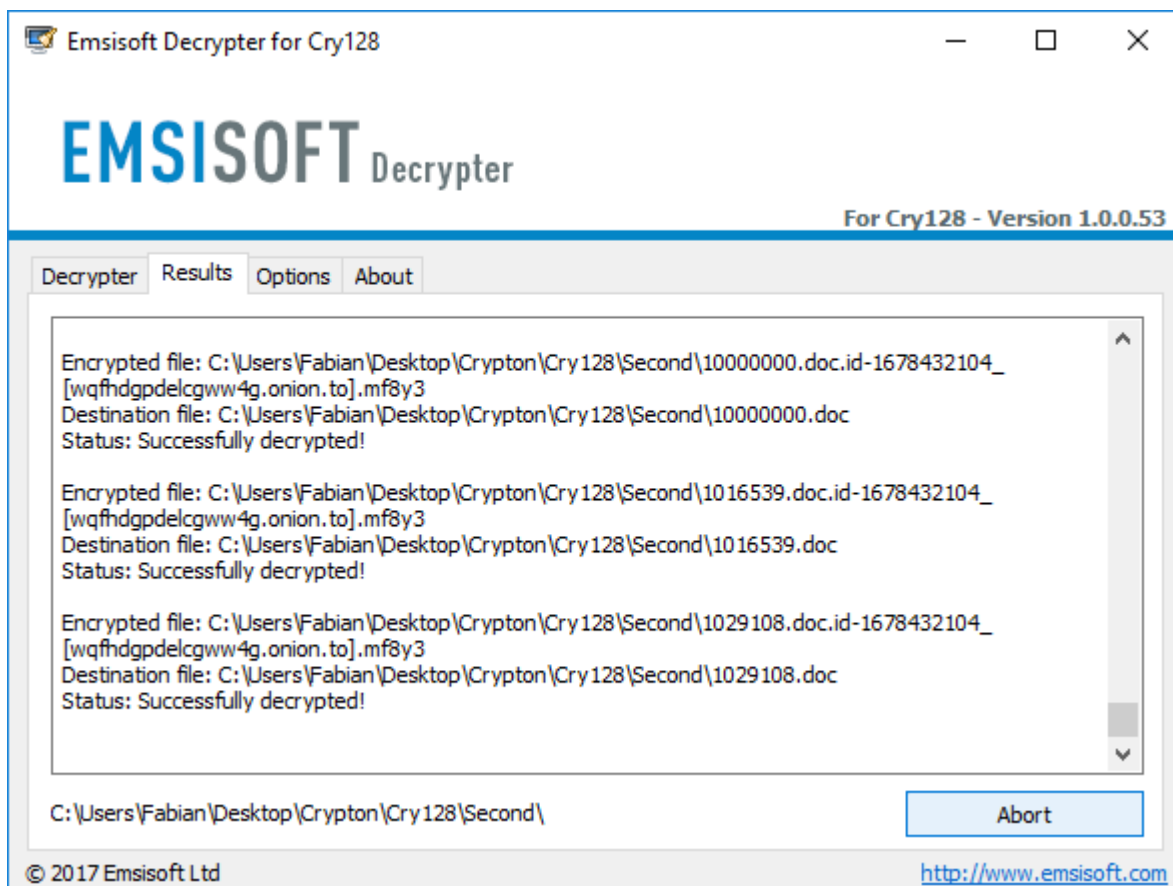 Emsisoft Decrypter for Cry128
EMSISOFT Decrypter
For Cry128 - Version 1.0.0.53
Decrypter Results Options About
Encrypted file: C:\Users\Fabian\Desktop\Crypton\Cry128\Second\10000000.doc.id-1678432104_
[wqfhdgpdelcgww4g.onion.to].mf8y3
Destination file: C:\Users\Fabian\Desktop\Crypton\Cry128\Second\10000000.doc
Status: Successfully decrypted!
Encrypted file: C:\Users\Fabian\Desktop\Crypton\Cry128\Second\1016539.doc.id-1678432104_
[wqfhdgpdelcgww4g.onion.to].mf8y3
Destination file: C:\Users\Fabian\Desktop\Crypton\Cry128\Second\1016539.doc
Status: Successfully decrypted!
Encrypted file: C:\Users\Fabian\Desktop\Crypton\Cry128\Second\1029108.doc.id-1678432104_
[wqfhdgpdelcgww4g.onion.to].mf8y3
Destination file: C:\Users\Fabian\Desktop\Crypton\Cry128\Second\1029108.doc
Status: Successfully decrypted!
C:\Users\Fabian\Desktop\Crypton\Cry128\Second\
Abort
© 2017 Emsisoft Ltd
http://www.emsisoft.com